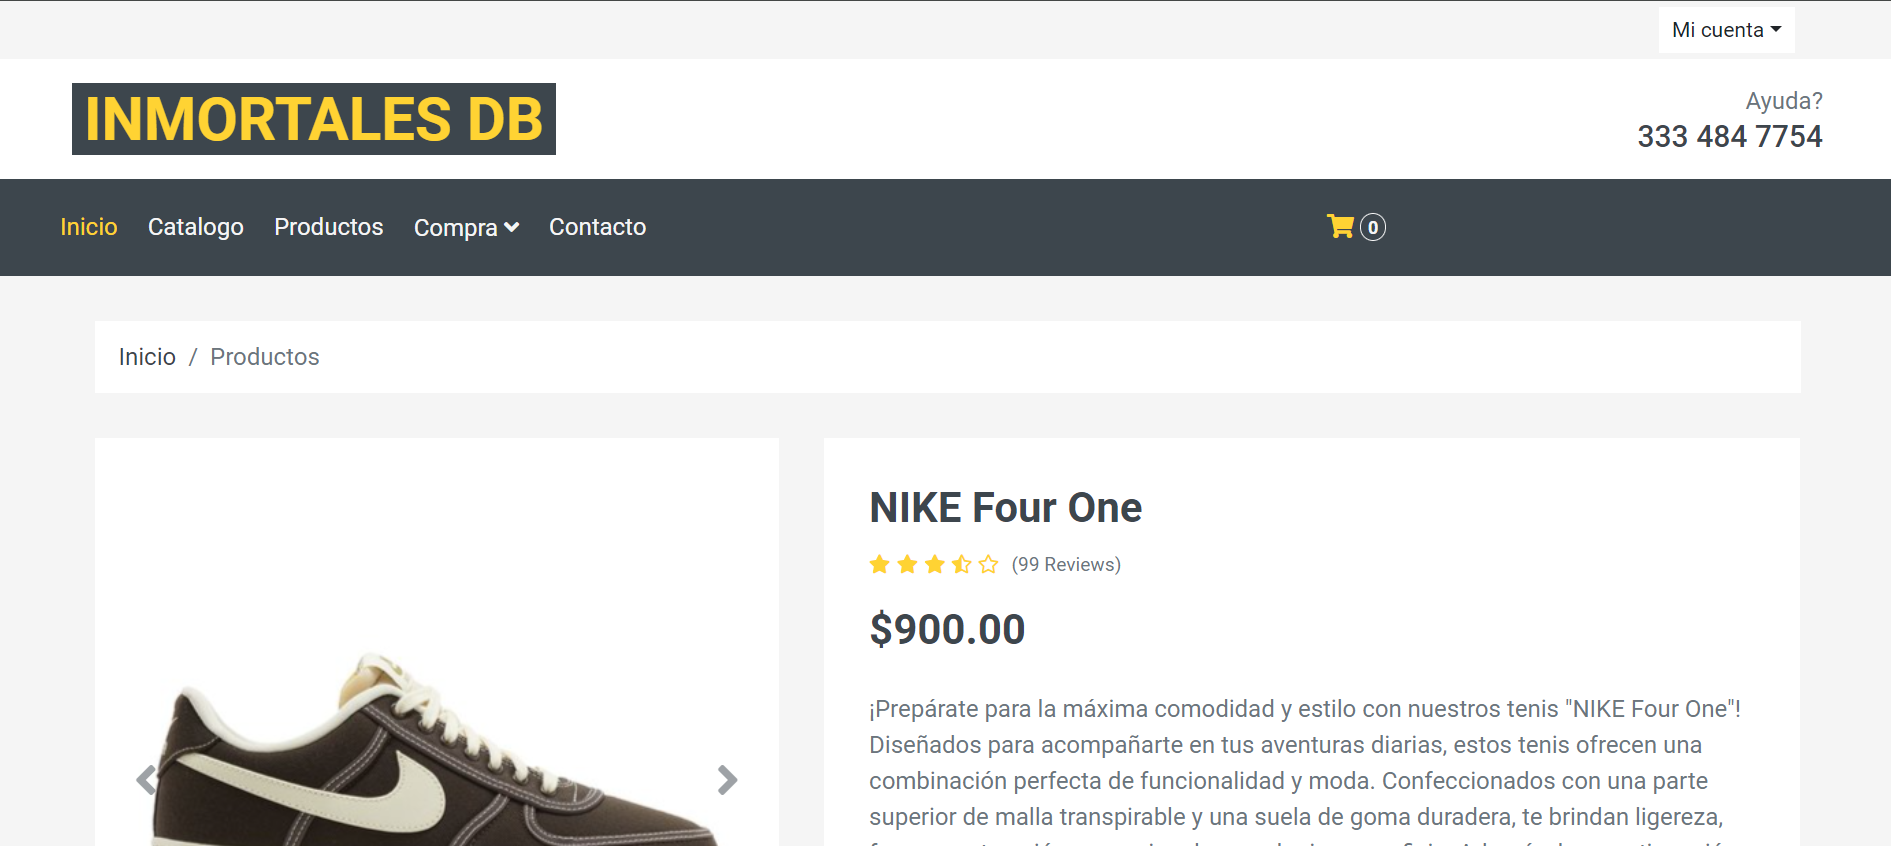 Mi cuenta
INMORTALES DB
Ayuda?
333 484 7754
Inicio Catalogo Productos Compra Contacto 0
Inicio / Productos
NIKE Four One
(99 Reviews)
$900.00
¡Prepárate para la máxima comodidad y estilo con nuestros tenis "NIKE Four One"!
Diseñados para acompañarte en tus aventuras diarias, estos tenis ofrecen una
combinación perfecta de funcionalidad y moda. Confeccionados con una parte
superior de malla transpirable y una suela de goma duradera, te brindan ligereza,